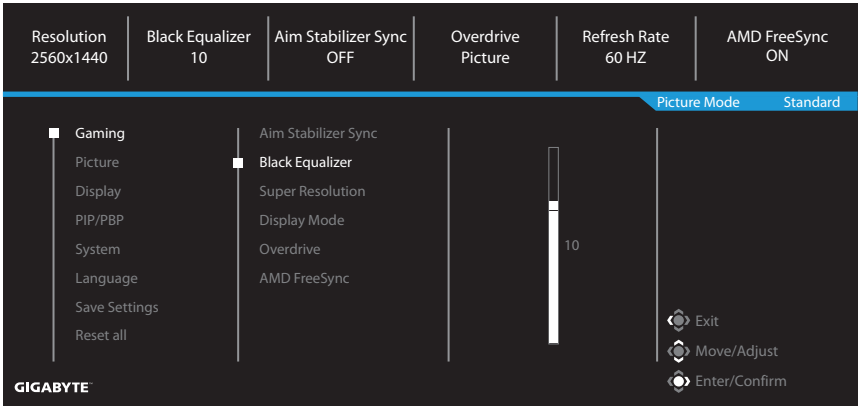 Resolution
2560x1440
Black Equalizer
10
Aim Stabilizer Sync
OFF
Overdrive
Picture
Refresh Rate
60 HZ
AMD FreeSync
ON
Picture Mode Standard
Gaming
Picture
Display
PIP/PBP
System
Language
Save Settings
Reset all
Aim Stabilizer Sync
Black Equalizer
Super Resolution
Display Mode
Overdrive
AMD FreeSync
10
Exit
Move/Adjust
Enter/Confirm
GIGABYTE™